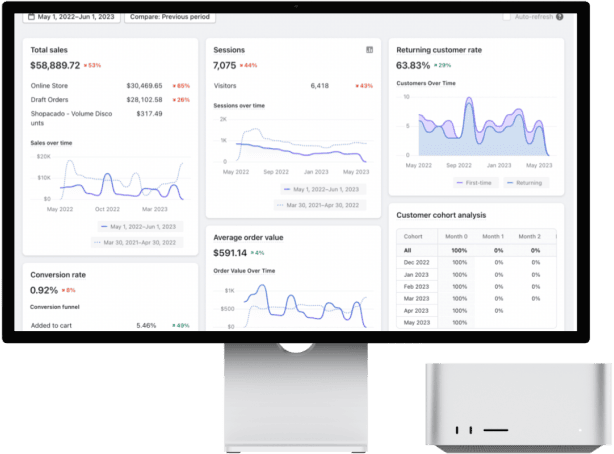 May 1, 2022–Jun 1, 2023
Compare: Previous period
Auto-refresh
Total sales
$58,889.72 53%
Online Store $30,469.65 65%
Draft Orders $28,102.58 26%
Shopacado - Volume Disco $317.49
unts
Sales over time
$20K
$10K
$0
May 2022 Oct 2022 Mar 2023
May 1, 2022–Jun 1, 2023
Mar 30, 2021–Apr 30, 2022
Conversion rate
0.92% 8%
Conversion funnel
Added to cart 5.46% 49%
Sessions
7,075 44%
Visitors 6,418 43%
Sessions over time
2K
1K
0
May 2022 Sep 2022 Jan 2023 May 2023
May 1, 2022–Jun 1, 2023
Mar 30, 2021–Apr 30, 2022
Average order value
$591.14 4%
Order Value Over Time
$1K
$500
$0
Returning customer rate
63.83% 29%
Customers Over Time
10
5
0
May 2022 Sep 2022 Jan 2023 May 2023
First-time Returning
Customer cohort analysis
Cohort Month 0 Month 1 Month 2
All 100% 0% 0%
Dec 2022 100% 0% 0%
Jan 2023 100% 0% 0%
Feb 2023 100% 0% 0%
Mar 2023 100% 0% 0%
Apr 2023 100% 0%
May 2023 100%